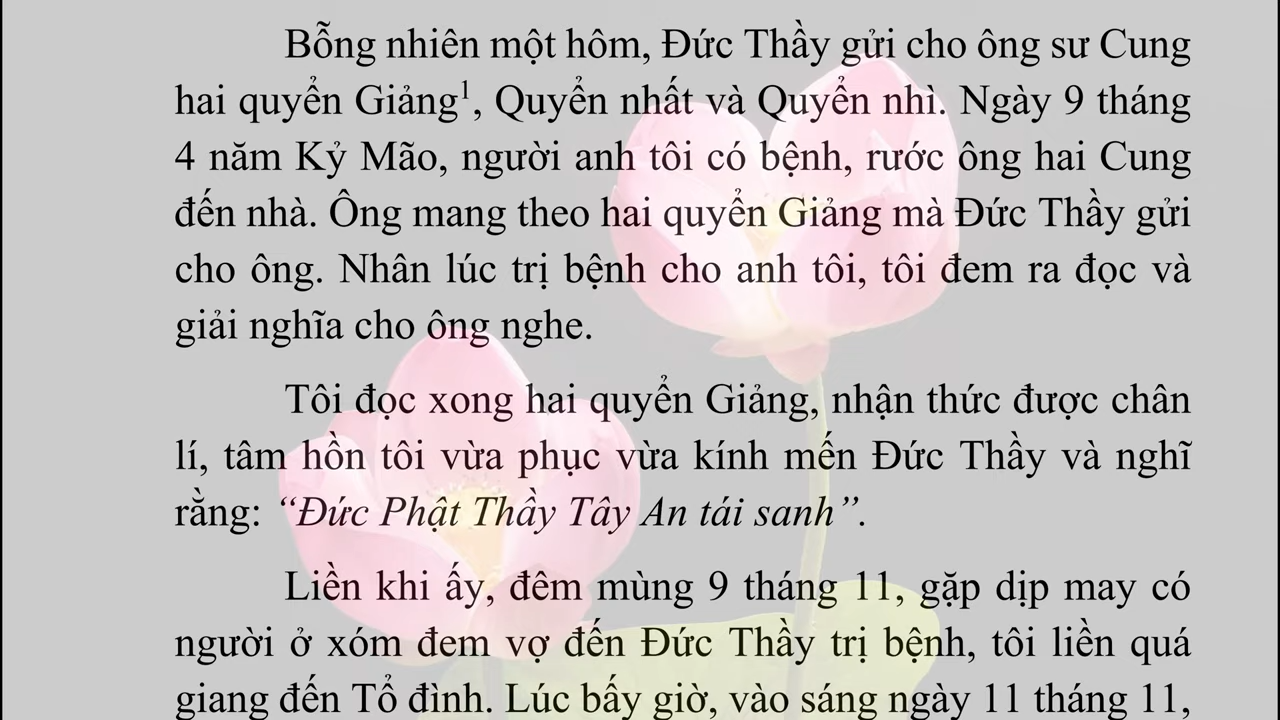 Bỗng nhiên một hôm, Đức Thầy gửi cho ông sư Cung
hai quyển Giảng¹, Quyển nhất và Quyển nhì. Ngày 9 tháng
4 năm Kỷ Mão, người anh tôi có bệnh, rước ông hai Cung
đến nhà. Ông mang theo hai quyển Giảng mà Đức Thầy gửi
cho ông. Nhân lúc trị bệnh cho anh tôi, tôi đem ra đọc và
giải nghĩa cho ông nghe.
Tôi đọc xong hai quyển Giảng, nhận thức được chân
lí, tâm hồn tôi vừa phục vừa kính mến Đức Thầy và nghĩ
rằng: “Đức Phật Thầy Tây An tái sanh”.
Liền khi ấy, đêm mùng 9 tháng 11, gặp dịp may có
người ở xóm đem vợ đến Đức Thầy trị bệnh, tôi liền quá
giang đến Tổ đình. Lúc bấy giờ, vào sáng ngày 11 tháng 11,